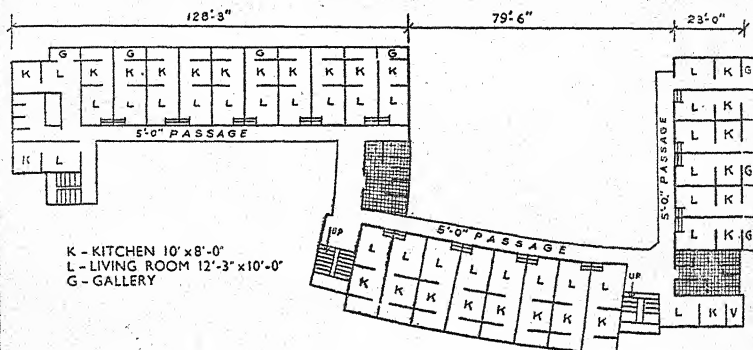 128'-3" 79'-6" 23'-0"
G G G G
K L K K K K K K K K K K
L L L L L L L L L L
5'-0" PASSAGE
K L
L K G
L K
L K
L K G
L K
L K G
5'-0" PASSAGE
UP
5'-0" PASSAGE
L L L L L L L L
K K K K K K K K
UP
L K V
K - KITCHEN 10' x 8'-0"
L - LIVING ROOM 12'-3" x 10'-0"
G - GALLERY